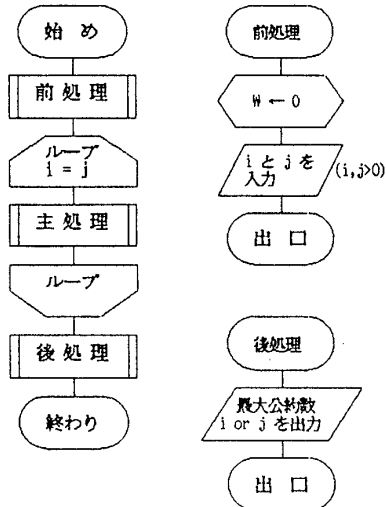 始 め
前 処 理
ループ
i = j
主 処 理
ループ
後 処 理
終わり
前処理
W ← 0
i と j を
入力
(i,j>0)
出 口
後処理
最大公約数
i or j を出力
出 口